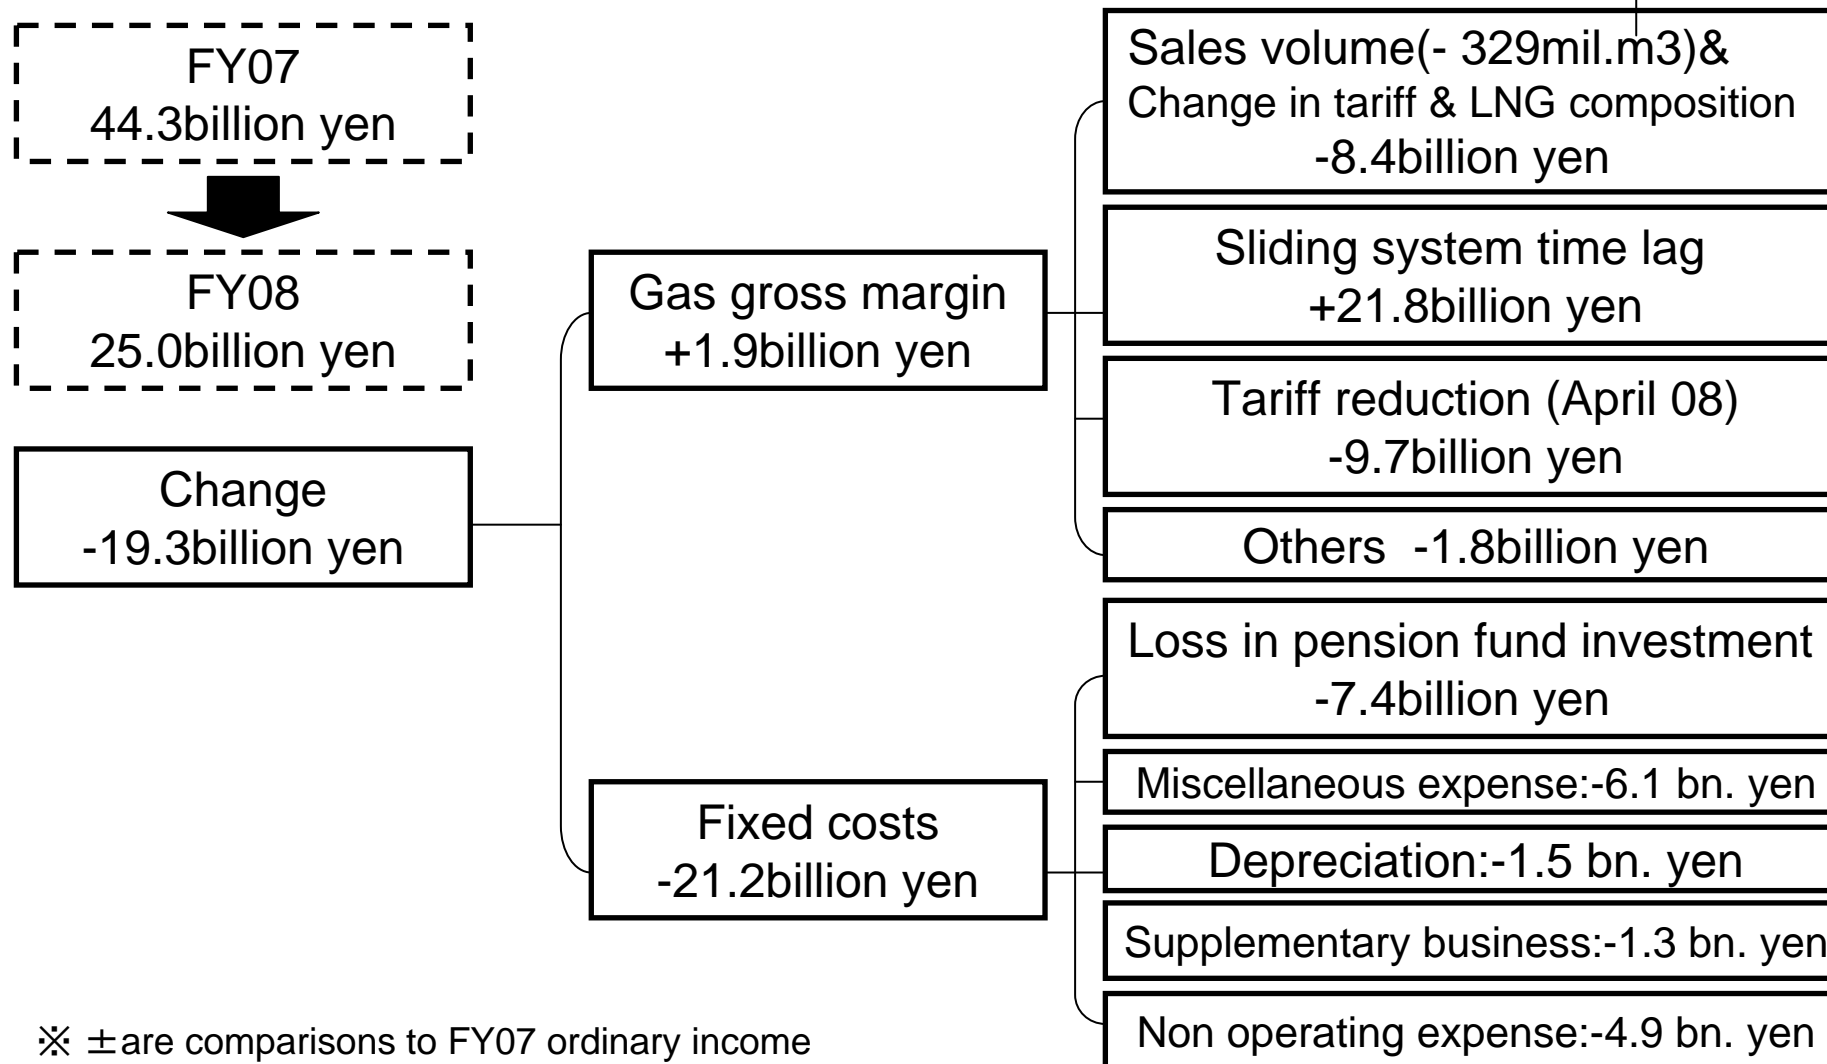 FY07
44.3billion yen
FY08
25.0billion yen
Change
-19.3billion yen
Gas gross margin
+1.9billion yen
Fixed costs
-21.2billion yen
Sales volume(- 329mil.m3)&
Change in tariff & LNG composition
-8.4billion yen
Sliding system time lag
+21.8billion yen
Tariff reduction (April 08)
-9.7billion yen
Others -1.8billion yen
Loss in pension fund investment
-7.4billion yen
Miscellaneous expense:-6.1 bn. yen
Depreciation:-1.5 bn. yen
Supplementary business:-1.3 bn. yen
Non operating expense:-4.9 bn. yen
※ ±are comparisons to FY07 ordinary income